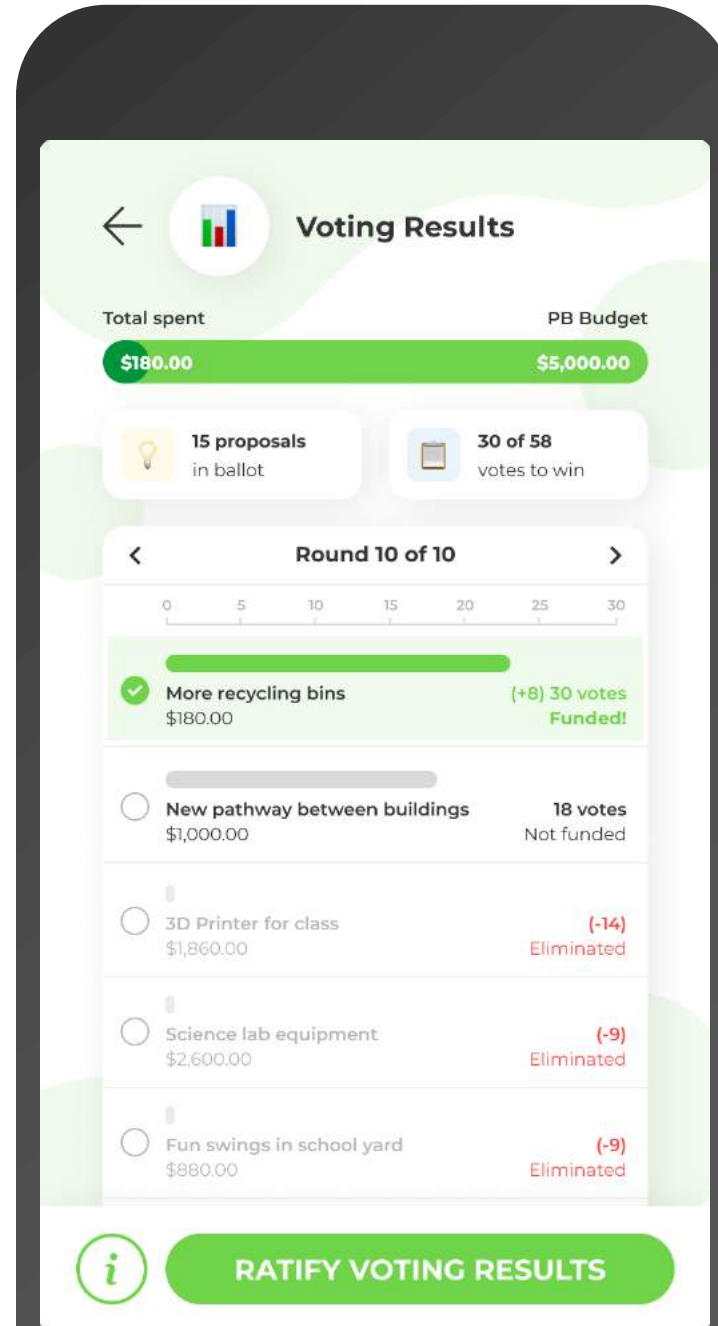 Voting Results
Total spent PB Budget
$180.00 $5,000.00
15 proposals
in ballot
30 of 58
votes to win
Round 10 of 10
0 5 10 15 20 25 30
More recycling bins (+8) 30 votes
$180.00 Funded!
New pathway between buildings 18 votes
$1,000.00 Not funded
3D Printer for class (-14)
$1,860.00 Eliminated
Science lab equipment (-9)
$2,600.00 Eliminated
Fun swings in school yard (-9)
$880.00 Eliminated
i RATIFY VOTING RESULTS